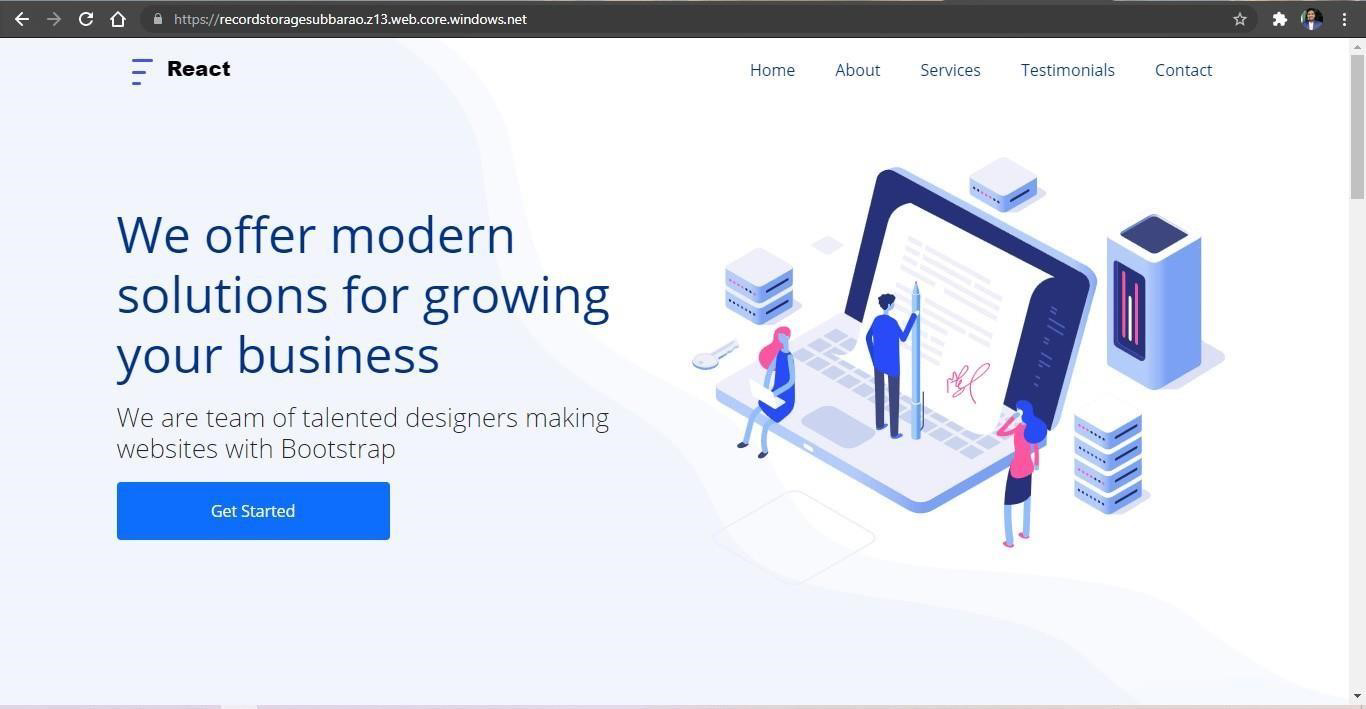 https://recordstoragesubbarao.z13.web.core.windows.net
React
Home About Services Testimonials Contact
We offer modern
solutions for growing
your business
We are team of talented designers making
websites with Bootstrap
Get Started